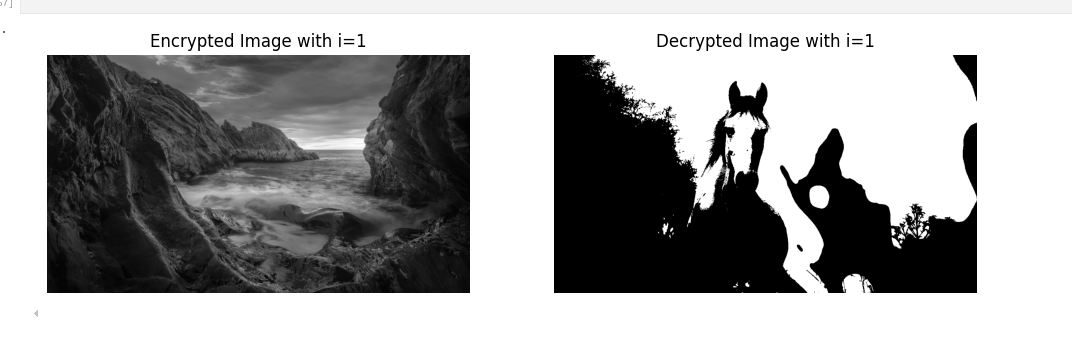 Encrypted Image with i=1
Decrypted Image with i=1